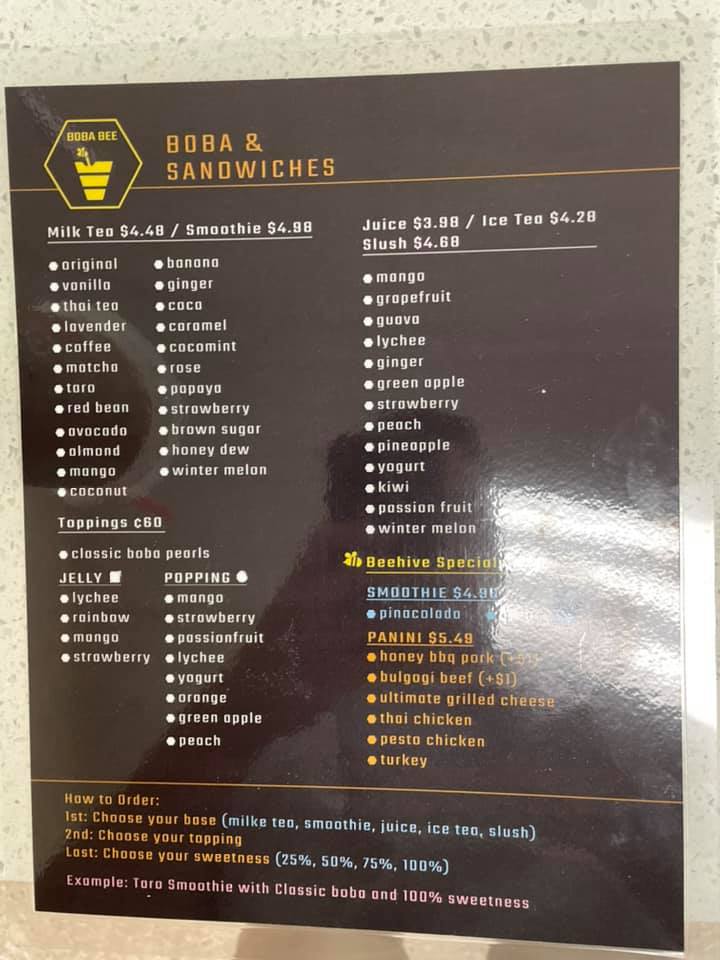 BOBA BEE
BOBA &
SANDWICHES
Milk Tea $4.48 / Smoothie $4.98
original
vanilla
thai tea
lavender
coffee
matcha
taro
red bean
avocado
almond
mango
coconut
banana
ginger
coco
caramel
cocomint
rose
papaya
strawberry
brown sugar
honey dew
winter melon
Toppings ¢60
classic boba pearls
JELLY
lychee
rainbow
mango
strawberry
POPPING
mango
strawberry
passionfruit
lychee
yogurt
orange
green apple
peach
Juice $3.98 / Ice Tea $4.28
Slush $4.68
mango
grapefruit
guava
lychee
ginger
green apple
strawberry
peach
pineapple
yogurt
kiwi
passion fruit
winter melon
Beehive Special
SMOOTHIE $4.98
pinacolada
PANINI $5.49
honey bbq pork (+$1)
bulgogi beef (+$1)
ultimate grilled cheese
thai chicken
pesto chicken
turkey
How to Order:
1st: Choose your base (milke tea, smoothie, juice, ice tea, slush)
2nd: Choose your topping
Last: Choose your sweetness (25%, 50%, 75%, 100%)
Example: Taro Smoothie with Classic boba and 100% sweetness